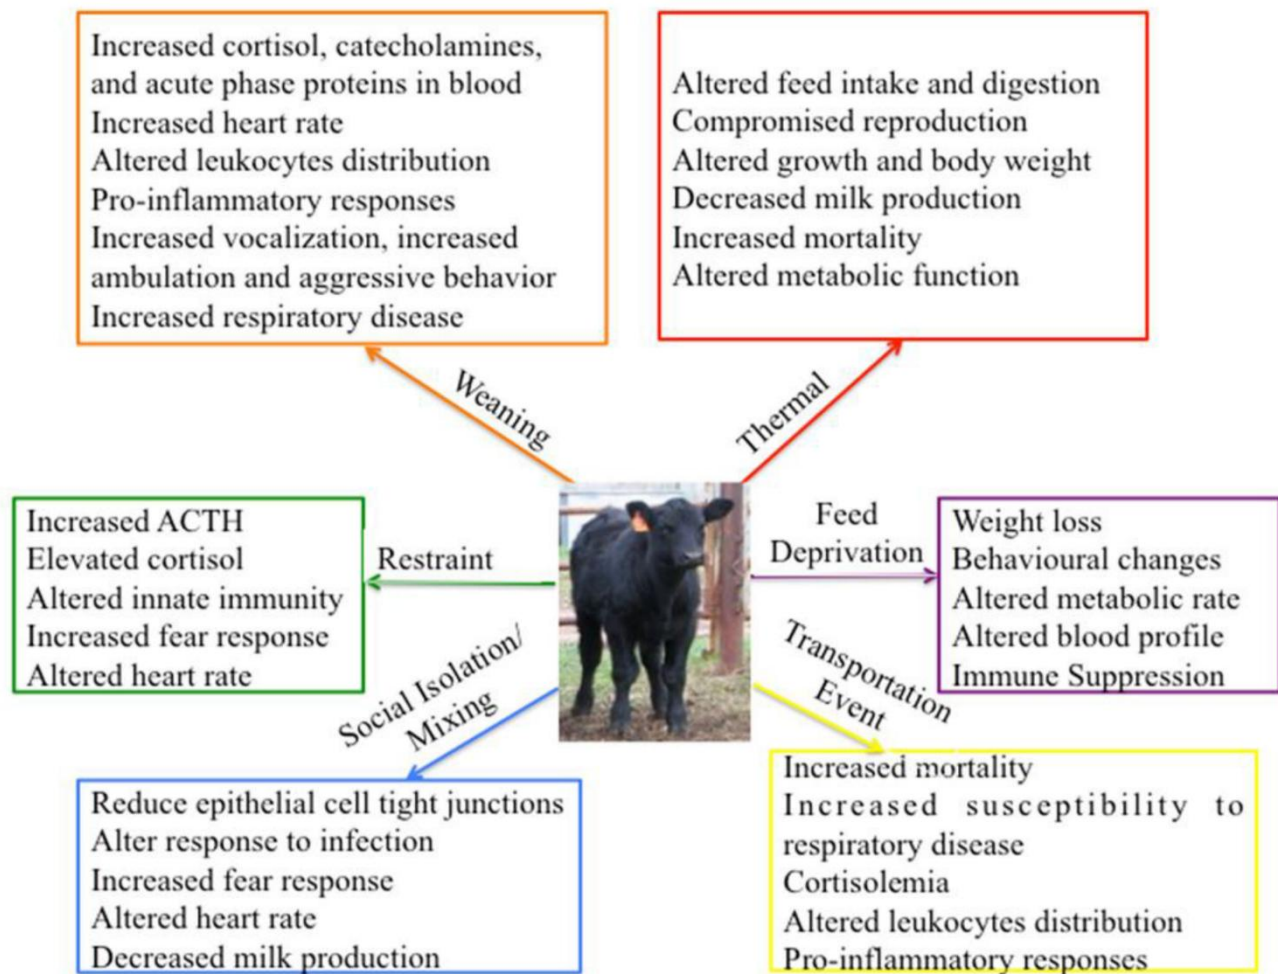 Increased cortisol, catecholamines,
and acute phase proteins in blood
Increased heart rate
Altered leukocytes distribution
Pro-inflammatory responses
Increased vocalization, increased
ambulation and aggressive behavior
Increased respiratory disease
Altered feed intake and digestion
Compromised reproduction
Altered growth and body weight
Decreased milk production
Increased mortality
Altered metabolic function
Weaning
Thermal
Increased ACTH
Elevated cortisol
Altered innate immunity
Increased fear response
Altered heart rate
Restraint
Feed
Deprivation
Weight loss
Behavioural changes
Altered metabolic rate
Altered blood profile
Immune Suppression
Social Isolation/
Mixing
Transportation
Event
Reduce epithelial cell tight junctions
Alter response to infection
Increased fear response
Altered heart rate
Decreased milk production
Increased mortality
Increased susceptibility to
respiratory disease
Cortisolemia
Altered leukocytes distribution
Pro-inflammatory responses